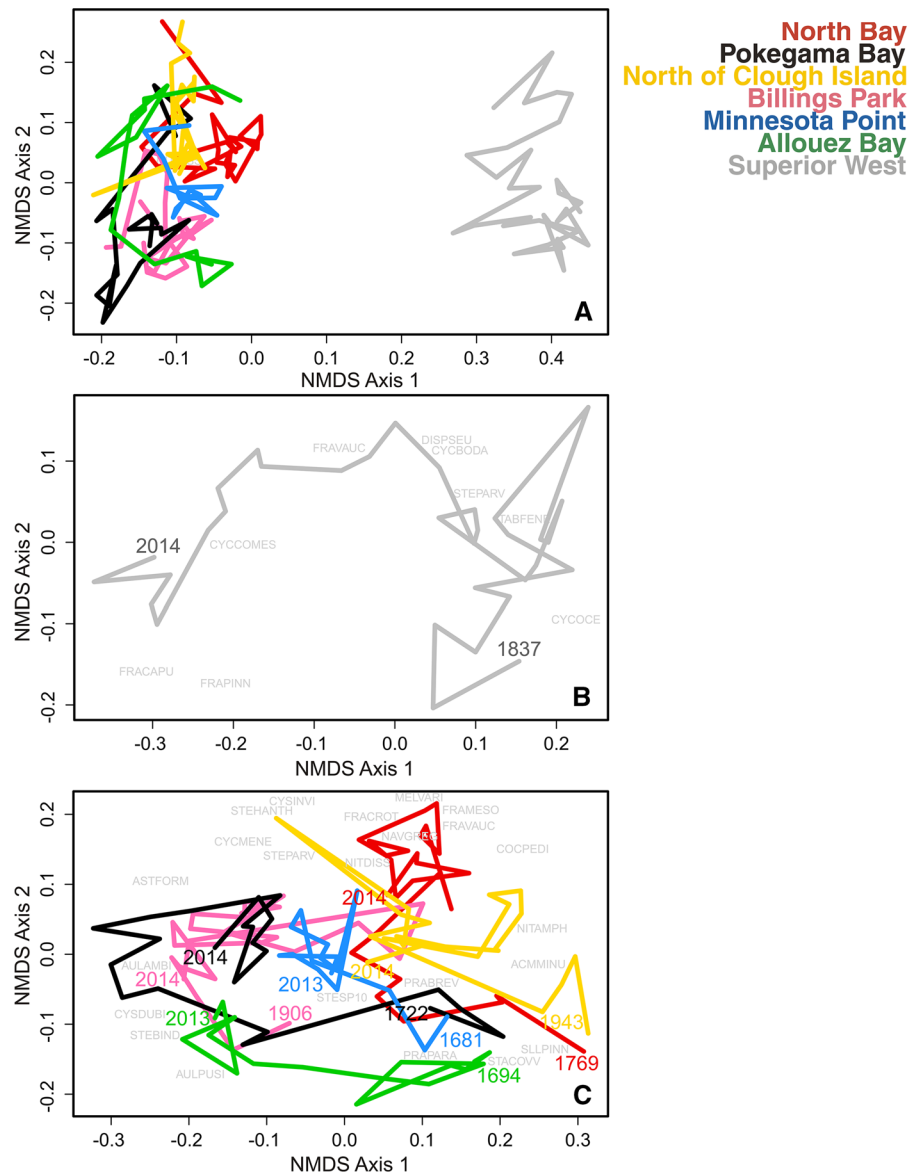 North Bay
Pokegama Bay
North of Clough Island
Billings Park
Minnesota Point
Allouez Bay
Superior West
NMDS Axis 2
0.2
0.1
0.0
-0.1
-0.2
A
-0.2 -0.1 0.0 0.1 0.2 0.3 0.4
NMDS Axis 1
NMDS Axis 2
0.1
0.0
-0.1
-0.2
FRAVAUC
DISPSEU
CYCBODA
STEPARV
2014
CYCCOMES
CYCOCE
1837
FRACAPU
FRAPINN
B
-0.3 -0.2 -0.1 0.0 0.1 0.2
NMDS Axis 1
NMDS Axis 2
0.2
0.1
0.0
-0.1
-0.2
CYSINVI
MELVARI
STEHANTH
FRACROT
FRAMESO
FRAVAUC
CYCMENE
COCPEDI
STEPARV
NITDISS
ASTFORM
2014
NITAMPH
2014
AULAMBI
2014
ACMMINU
2014
2013
PRABREV
STESP10
CYSDUBI
2013
1906
1722
1943
STEBIND
1681
SLLPINN
PRAPARA
STACOVV
1769
AULPUSI
1694
C
-0.3 -0.2 -0.1 0.0 0.1 0.2 0.3
NMDS Axis 1